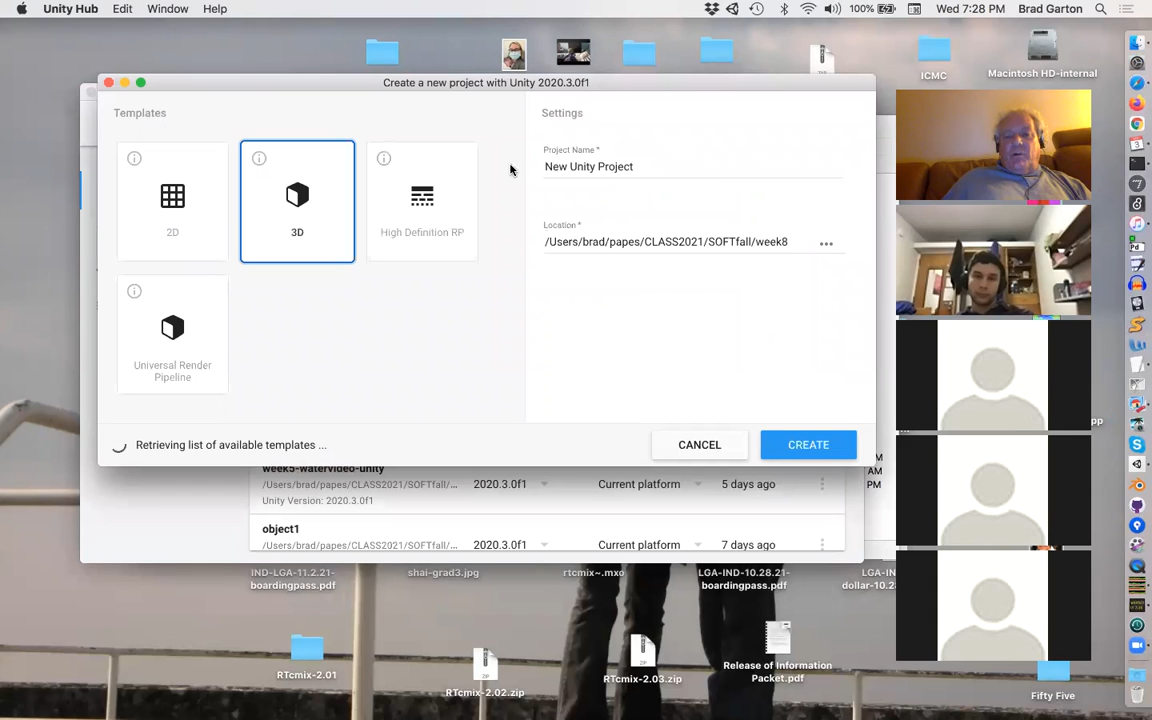 Unity Hub Edit Window Help
100% Wed 7:28 PM Brad Garton
ICMC
Macintosh HD-internal
Create a new project with Unity 2020.3.0f1
Templates
Settings
2D
3D
High Definition RP
Universal Render
Pipeline
Project Name *
New Unity Project
Location *
/Users/brad/papes/CLASS2021/SOFTfall/week8
Retrieving list of available templates ...
CANCEL
CREATE
week5-watervideo-unity
/Users/brad/papes/CLASS2021/SOFTfall/... 2020.3.0f1 Current platform 5 days ago
Unity Version: 2020.3.0f1
object1
/Users/brad/papes/CLASS2021/SOFTfall/... 2020.3.0f1 Current platform 7 days ago
M
AM
PM
pp
IND-LGA-11.2.21-
boardingpass.pdf
shai-grad3.jpg
rtcmix~.mxo
LGA-IND-10.28.21-
boardingpass.pdf
LGA-IN
dollar-10.2
RTcmix-2.01
RTcmix-2.02.zip
RTcmix-2.03.zip
Release of Information
Packet.pdf
Fifty Five